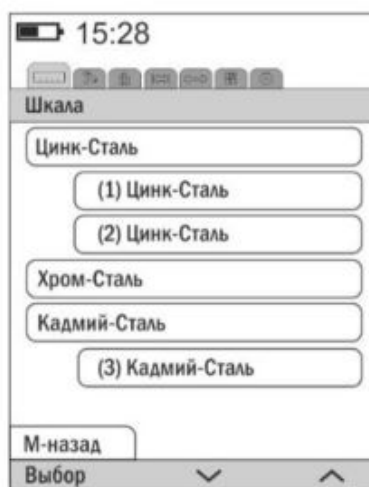 15:28
Шкала
Цинк-Сталь
(1) Цинк-Сталь
(2) Цинк-Сталь
Хром-Сталь
Кадмий-Сталь
(3) Кадмий-Сталь
М-назад
Выбор